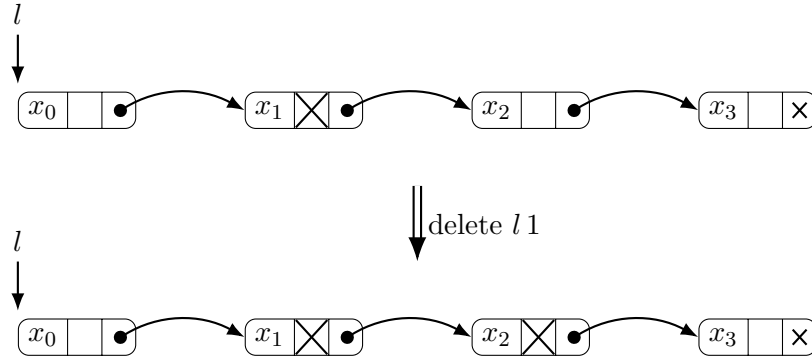 l
x₀ x₁ x₂ x₃
delete l 1
l
x₀ x₁ x₂ x₃